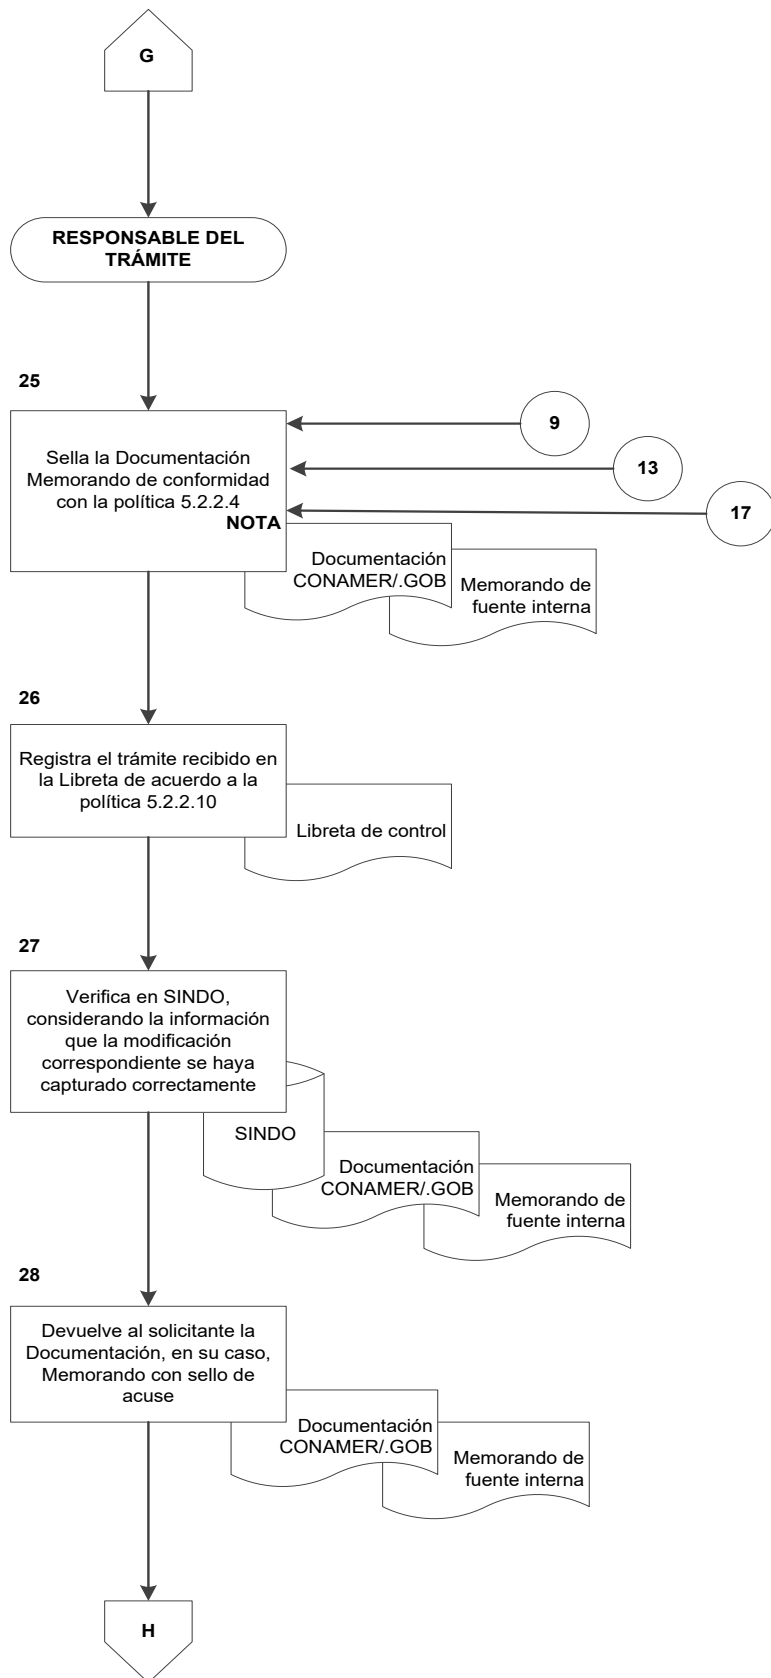 G
RESPONSABLE DEL
TRÁMITE
25
Sella la Documentación
Memorando de conformidad
con la política 5.2.2.4
NOTA
9
13
17
Documentación
CONAMER/.GOB
Memorando de
fuente interna
26
Registra el trámite recibido en
la Libreta de acuerdo a la
política 5.2.2.10
Libreta de control
27
Verifica en SINDO,
considerando la información
que la modificación
correspondiente se haya
capturado correctamente
SINDO
Documentación
CONAMER/.GOB
Memorando de
fuente interna
28
Devuelve al solicitante la
Documentación, en su caso,
Memorando con sello de
acuse
Documentación
CONAMER/.GOB
Memorando de
fuente interna
H